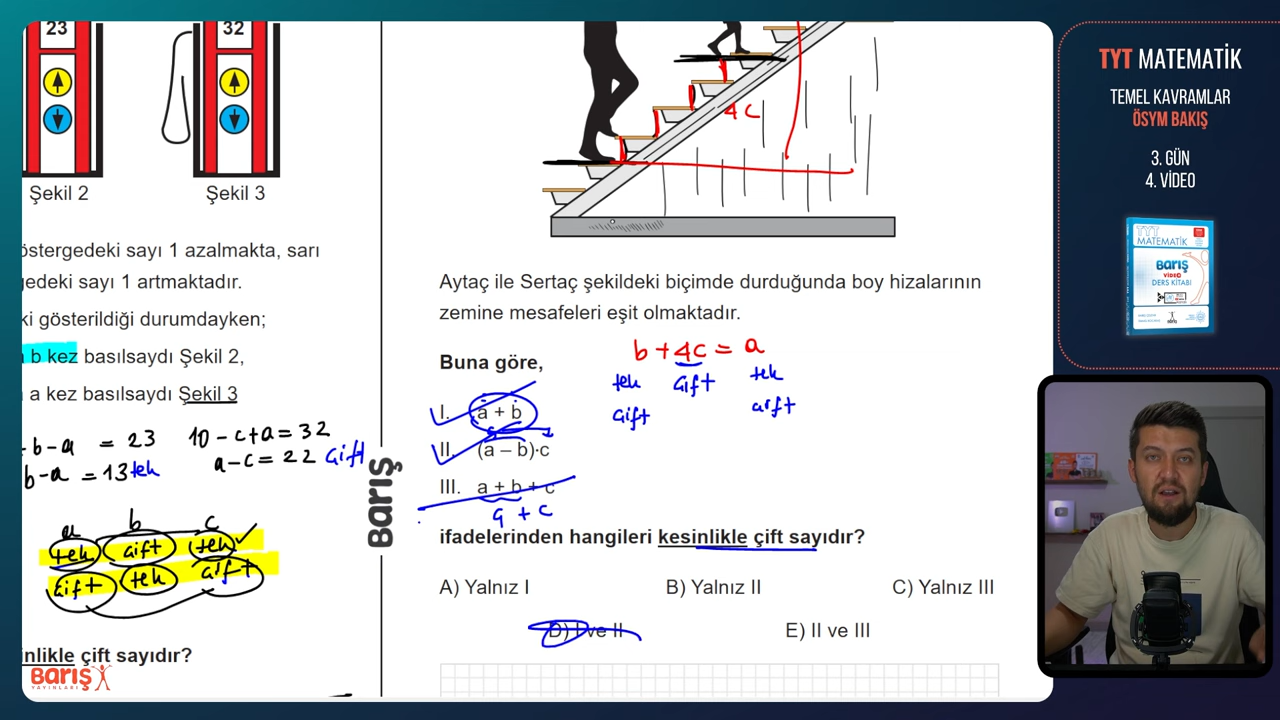 23
32
Şekil 2
Şekil 3
östergedeki sayı 1 azalmakta, sarı
gedeki sayı 1 artmaktadır.
ki gösterildiği durumdayken;
b kez basılsaydı Şekil 2,
a kez basılsaydı Şekil 3
b-a = 23
b-a = 13 tek
10-c+a=32
a-c=22 çift
a b c
tek çift tek
çift tek çift
inlikle çift sayıdır?
BARIŞ
YAYINLARI
Barış
4C
Aytaç ile Sertaç şekildeki biçimde durduğunda boy hizalarının
zemine mesafeleri eşit olmaktadır.
b+4c=a
Buna göre,
tek çift tek
çift çift
I. a + b
II. (a – b)·c
III. a + b + c
ç + c
ifadelerinden hangileri kesinlikle çift sayıdır?
A) Yalnız I
B) Yalnız II
C) Yalnız III
D) I ve II
E) II ve III
TYT MATEMATİK
TEMEL KAVRAMLAR
ÖSYM BAKIŞ
3. GÜN
4. VİDEO
TYT
MATEMATİK
BARIŞ
VİDEO
DERS KİTABI